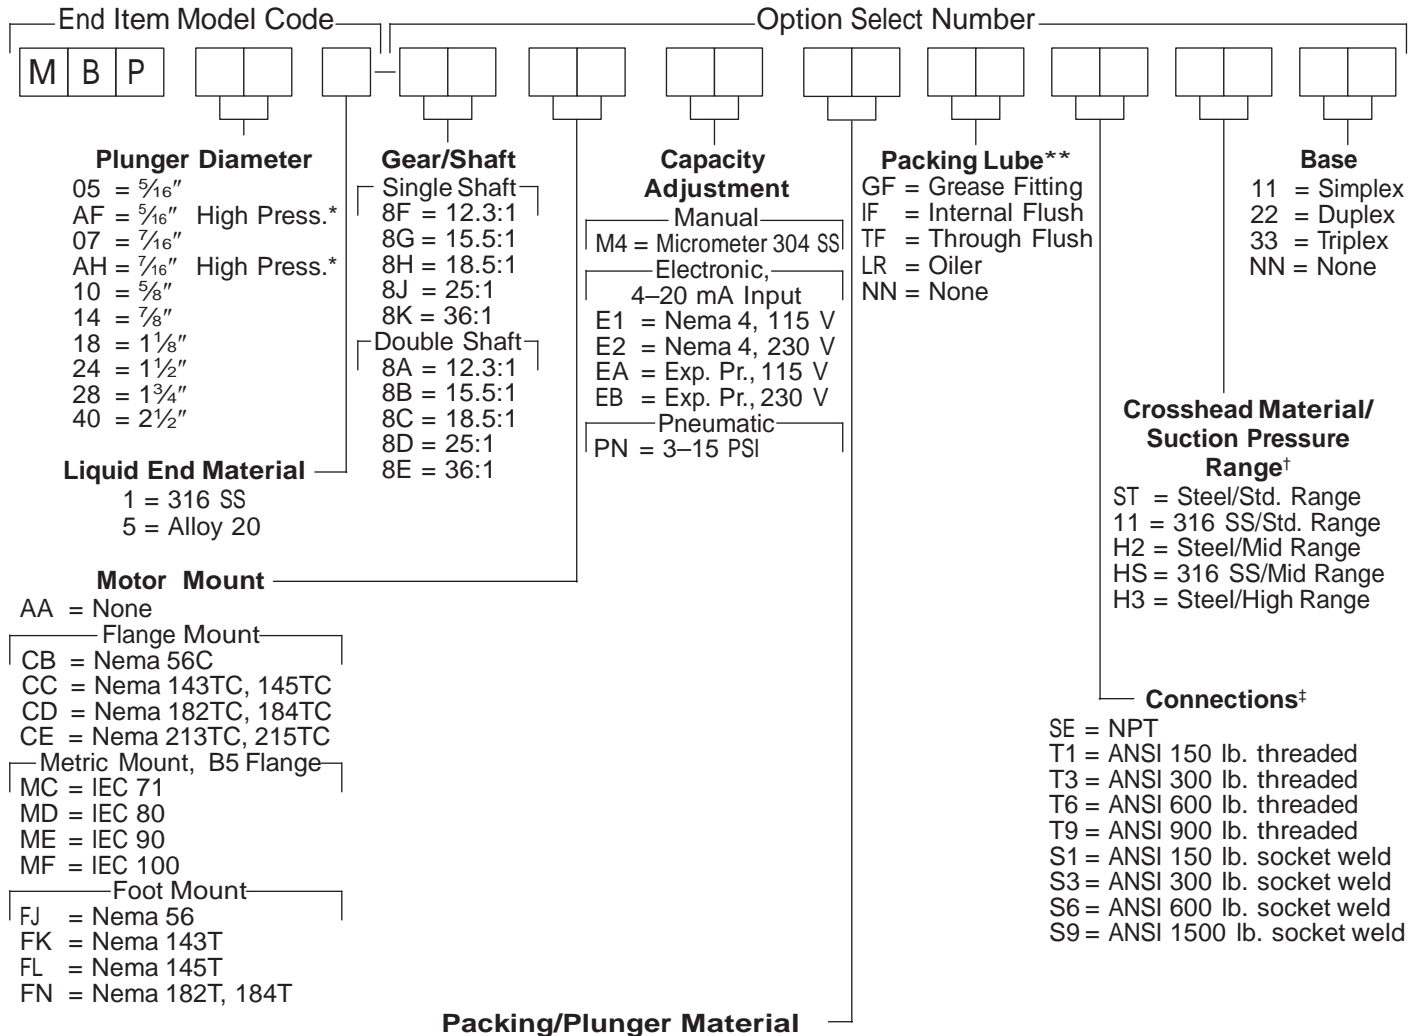 End Item Model Code
Option Select Number
M B P
Plunger Diameter
05 = 5⁄16″
AF = 5⁄16″ High Press.*
07 = 7⁄16″
AH = 7⁄16″ High Press.*
10 = 5⁄8″
14 = 7⁄8″
18 = 1 1⁄8″
24 = 1 1⁄2″
28 = 1 3⁄4″
40 = 2 1⁄2″
Liquid End Material
1 = 316 SS
5 = Alloy 20
Gear/Shaft
Single Shaft
8F = 12.3:1
8G = 15.5:1
8H = 18.5:1
8J = 25:1
8K = 36:1
Double Shaft
8A = 12.3:1
8B = 15.5:1
8C = 18.5:1
8D = 25:1
8E = 36:1
Capacity
Adjustment
Manual
M4 = Micrometer 304 SS
Electronic,
4–20 mA Input
E1 = Nema 4, 115 V
E2 = Nema 4, 230 V
EA = Exp. Pr., 115 V
EB = Exp. Pr., 230 V
Pneumatic
PN = 3–15 PSI
Packing Lube**
GF = Grease Fitting
IF = Internal Flush
TF = Through Flush
LR = Oiler
NN = None
Base
11 = Simplex
22 = Duplex
33 = Triplex
NN = None
Crosshead Material/
Suction Pressure
Range†
ST = Steel/Std. Range
11 = 316 SS/Std. Range
H2 = Steel/Mid Range
HS = 316 SS/Mid Range
H3 = Steel/High Range
Motor Mount
AA = None
Flange Mount
CB = Nema 56C
CC = Nema 143TC, 145TC
CD = Nema 182TC, 184TC
CE = Nema 213TC, 215TC
Metric Mount, B5 Flange
MC = IEC 71
MD = IEC 80
ME = IEC 90
MF = IEC 100
Foot Mount
FJ = Nema 56
FK = Nema 143T
FL = Nema 145T
FN = Nema 182T, 184T
Connections‡
SE = NPT
T1 = ANSI 150 lb. threaded
T3 = ANSI 300 lb. threaded
T6 = ANSI 600 lb. threaded
T9 = ANSI 900 lb. threaded
S1 = ANSI 150 lb. socket weld
S3 = ANSI 300 lb. socket weld
S6 = ANSI 600 lb. socket weld
S9 = ANSI 1500 lb. socket weld
Packing/Plunger Material